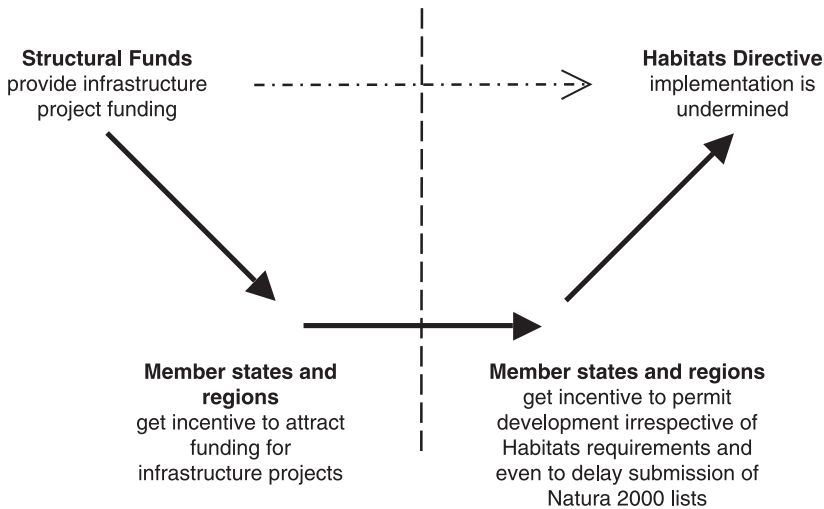 Structural Funds
provide infrastructure
project funding
Habitats Directive
implementation is
undermined
Member states and
regions
get incentive to attract
funding for
infrastructure projects
Member states and regions
get incentive to permit
development irrespective of
Habitats requirements and
even to delay submission of
Natura 2000 lists